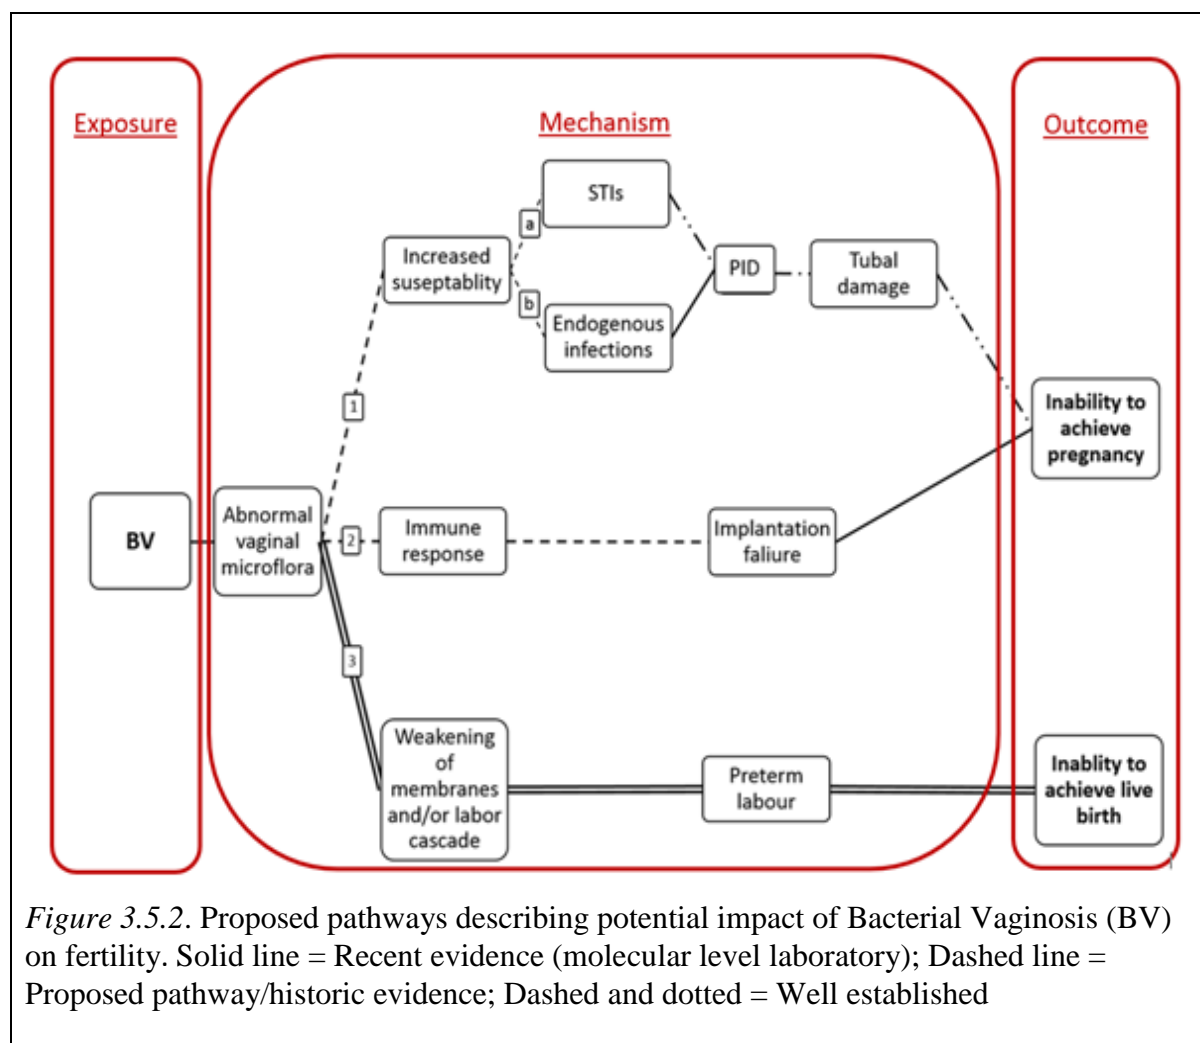 Exposure
Mechanism
Outcome
STIs
a
Increased
suseptablity
b
Endogenous
infections
PID
Tubal
damage
1
Inability to
achieve
pregnancy
BV
Abnormal
vaginal
microflora
2
Immune
response
Implantation
faliure
3
Weakening
of
membranes
and/or labor
cascade
Preterm
labour
Inablity to
achieve live
birth
Figure 3.5.2. Proposed pathways describing potential impact of Bacterial Vaginosis (BV)
on fertility. Solid line = Recent evidence (molecular level laboratory); Dashed line =
Proposed pathway/historic evidence; Dashed and dotted = Well established